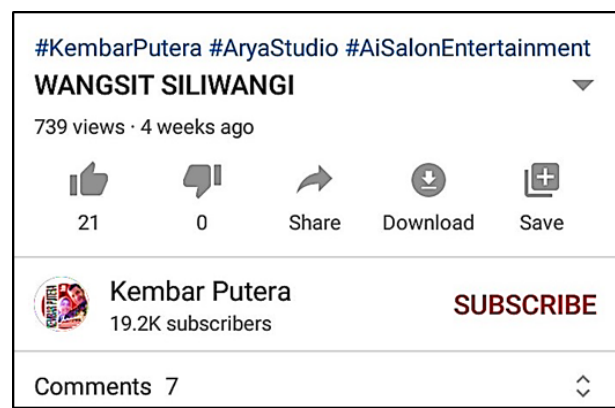 #KembarPutera #AryaStudio #AiSalonEntertainment
WANGSIT SILIWANGI
739 views · 4 weeks ago
21 0 Share Download Save
Kembar Putera
19.2K subscribers
SUBSCRIBE
Comments 7